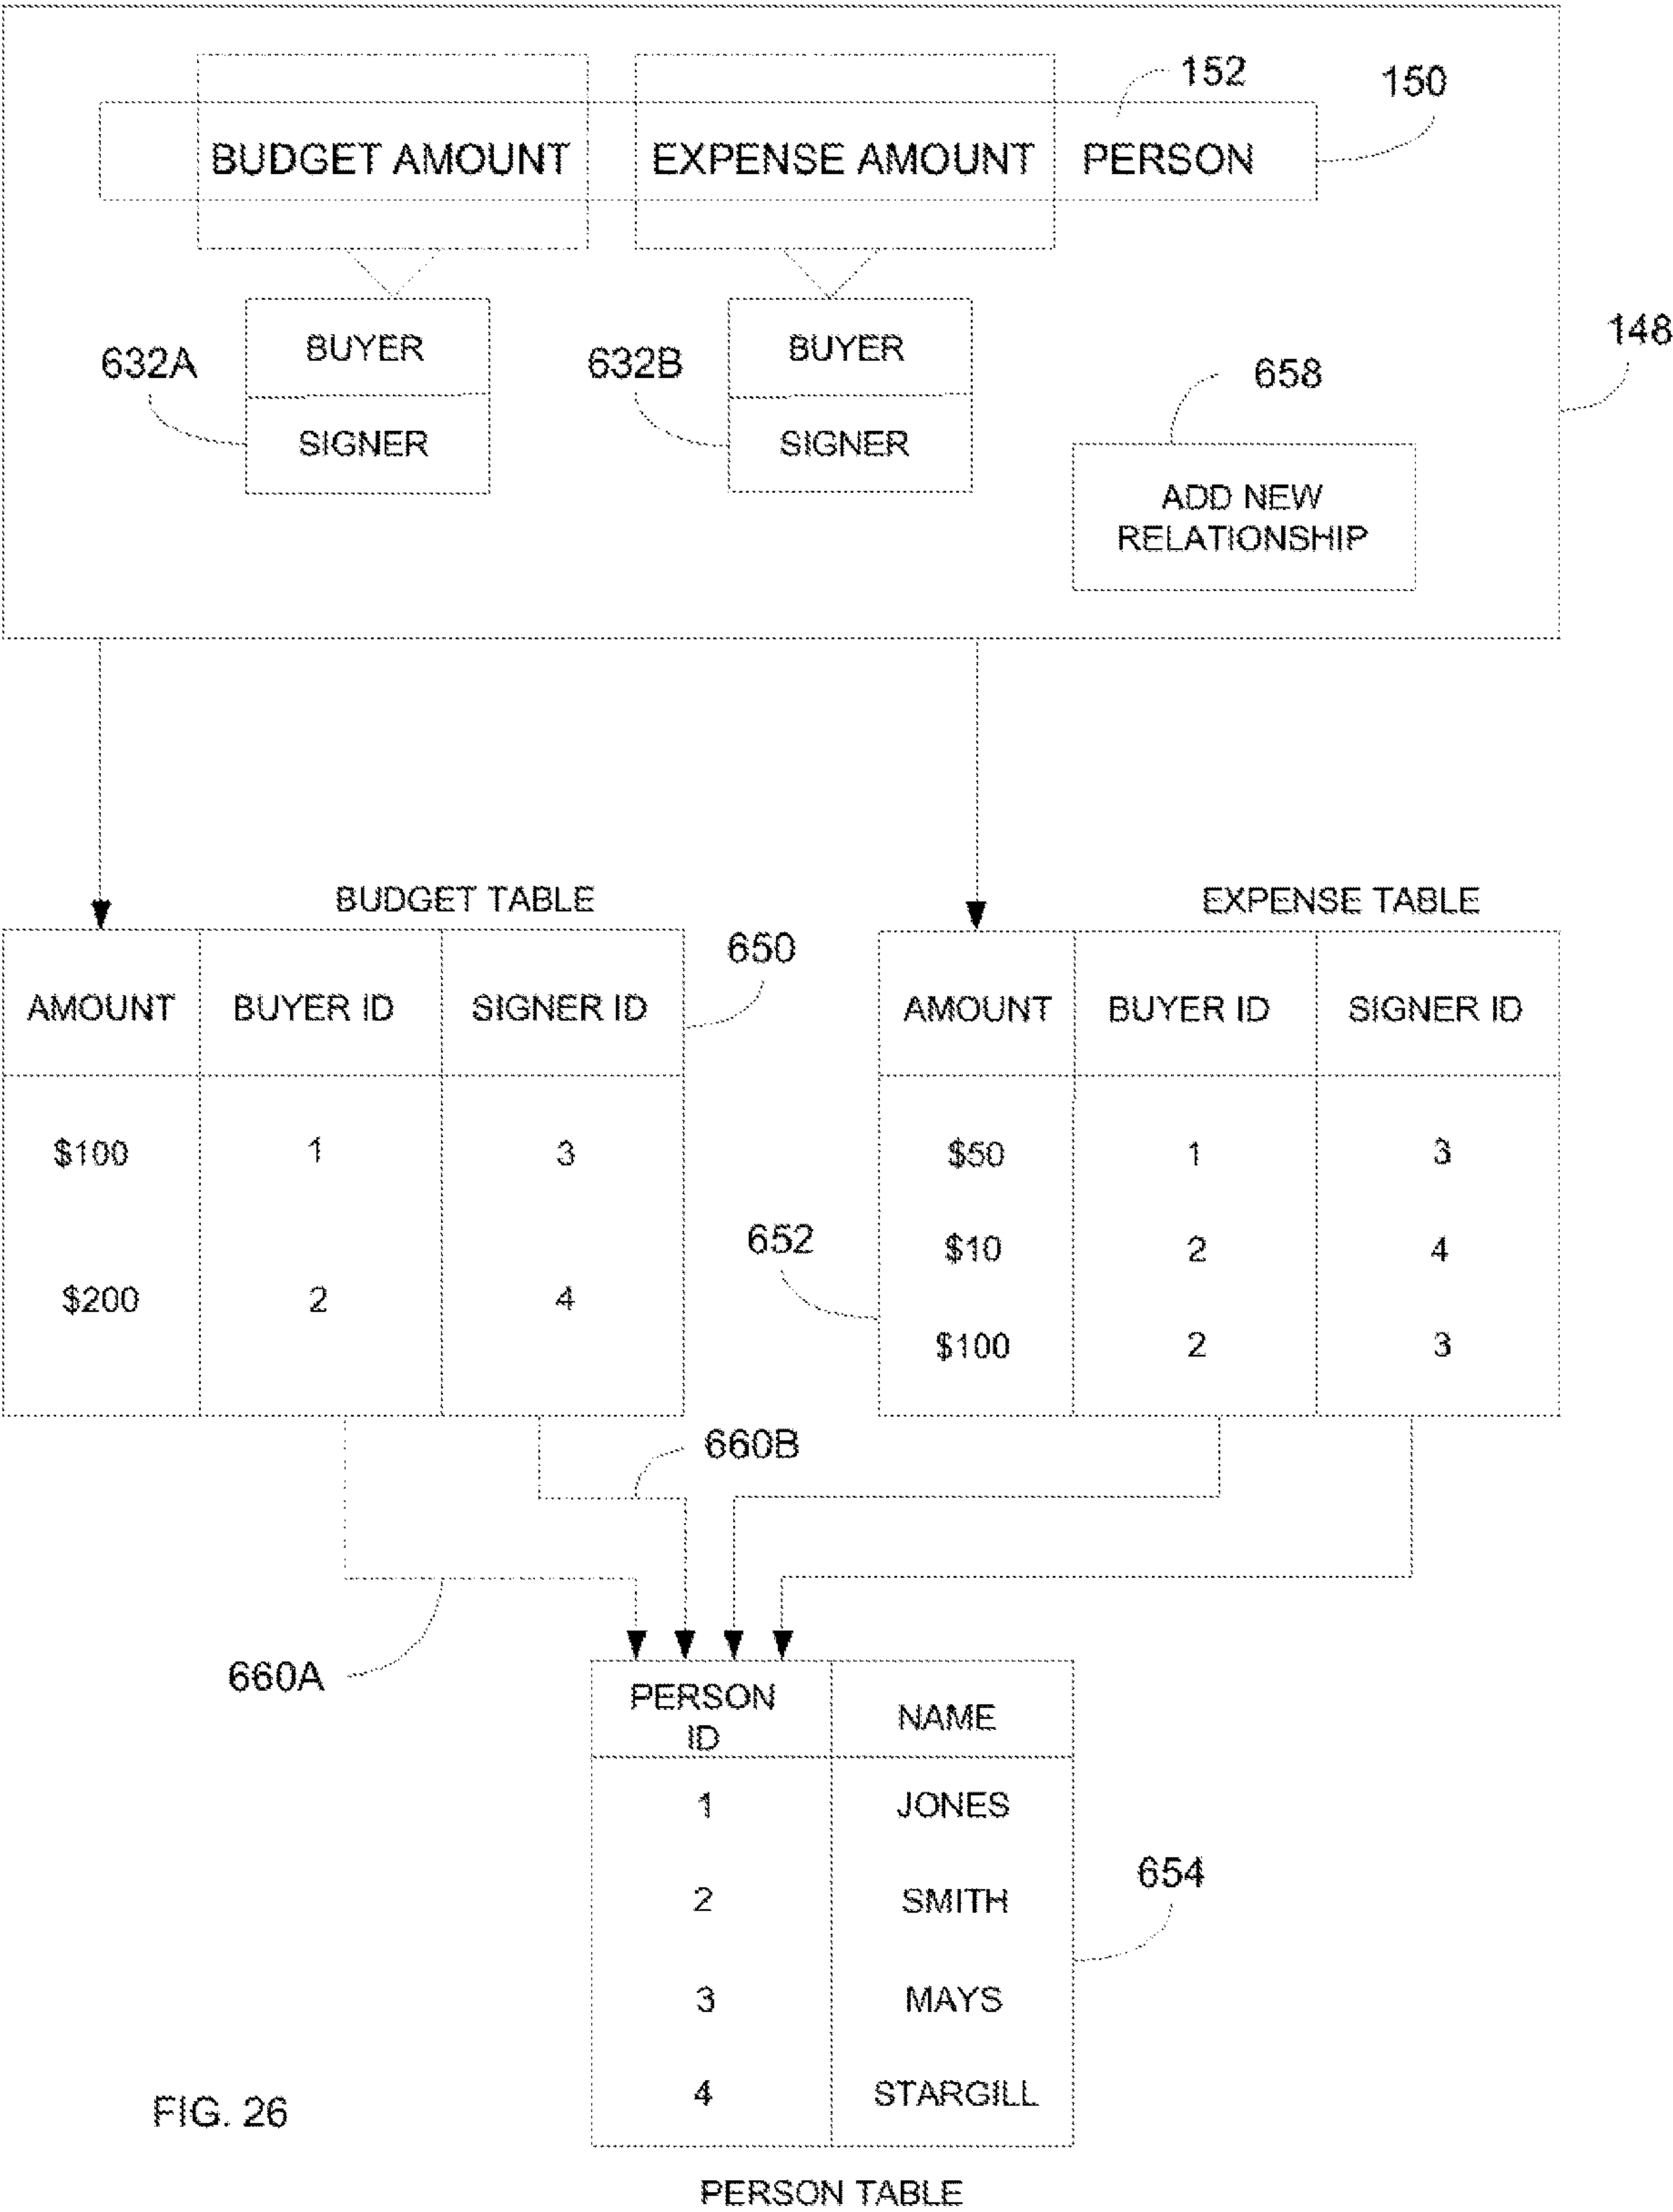 152
150
BUDGET AMOUNT
EXPENSE AMOUNT
PERSON
632A
BUYER
SIGNER
632B
BUYER
SIGNER
148
658
ADD NEW
RELATIONSHIP
BUDGET TABLE
650
AMOUNT BUYER ID SIGNER ID
$100 1 3
$200 2 4
EXPENSE TABLE
AMOUNT BUYER ID SIGNER ID
$50 1 3
652
$10 2 4
$100 2 3
660B
660A
PERSON
ID
NAME
1 JONES
2 SMITH
654
3 MAYS
4 STARGILL
FIG. 26
PERSON TABLE